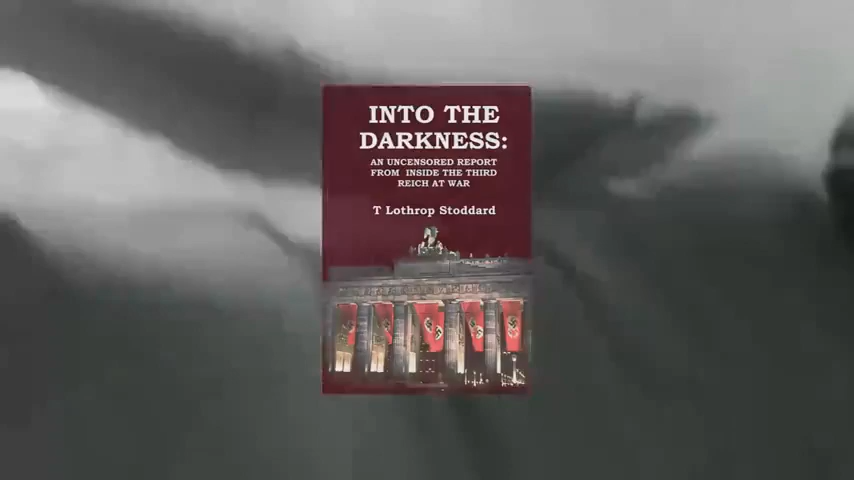 INTO THE
DARKNESS:
AN UNCENSORED REPORT
FROM INSIDE THE THIRD
REICH AT WAR
T Lothrop Stoddard